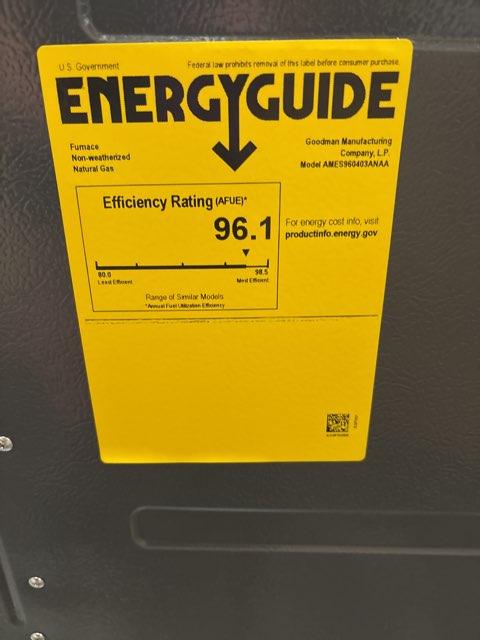 U.S. Government
Federal law prohibits removal of this label before consumer purchase.
ENERGYGUIDE
Furnace
Non-weatherized
Natural Gas
Goodman Manufacturing
Company, L.P.
Model AMES960403ANAA
Efficiency Rating (AFUE)*
96.1
For energy cost info, visit
productinfo.energy.gov
80.0
98.5
Least Efficient
Most Efficient
Range of Similar Models
*Annual Fuel Utilization Efficiency